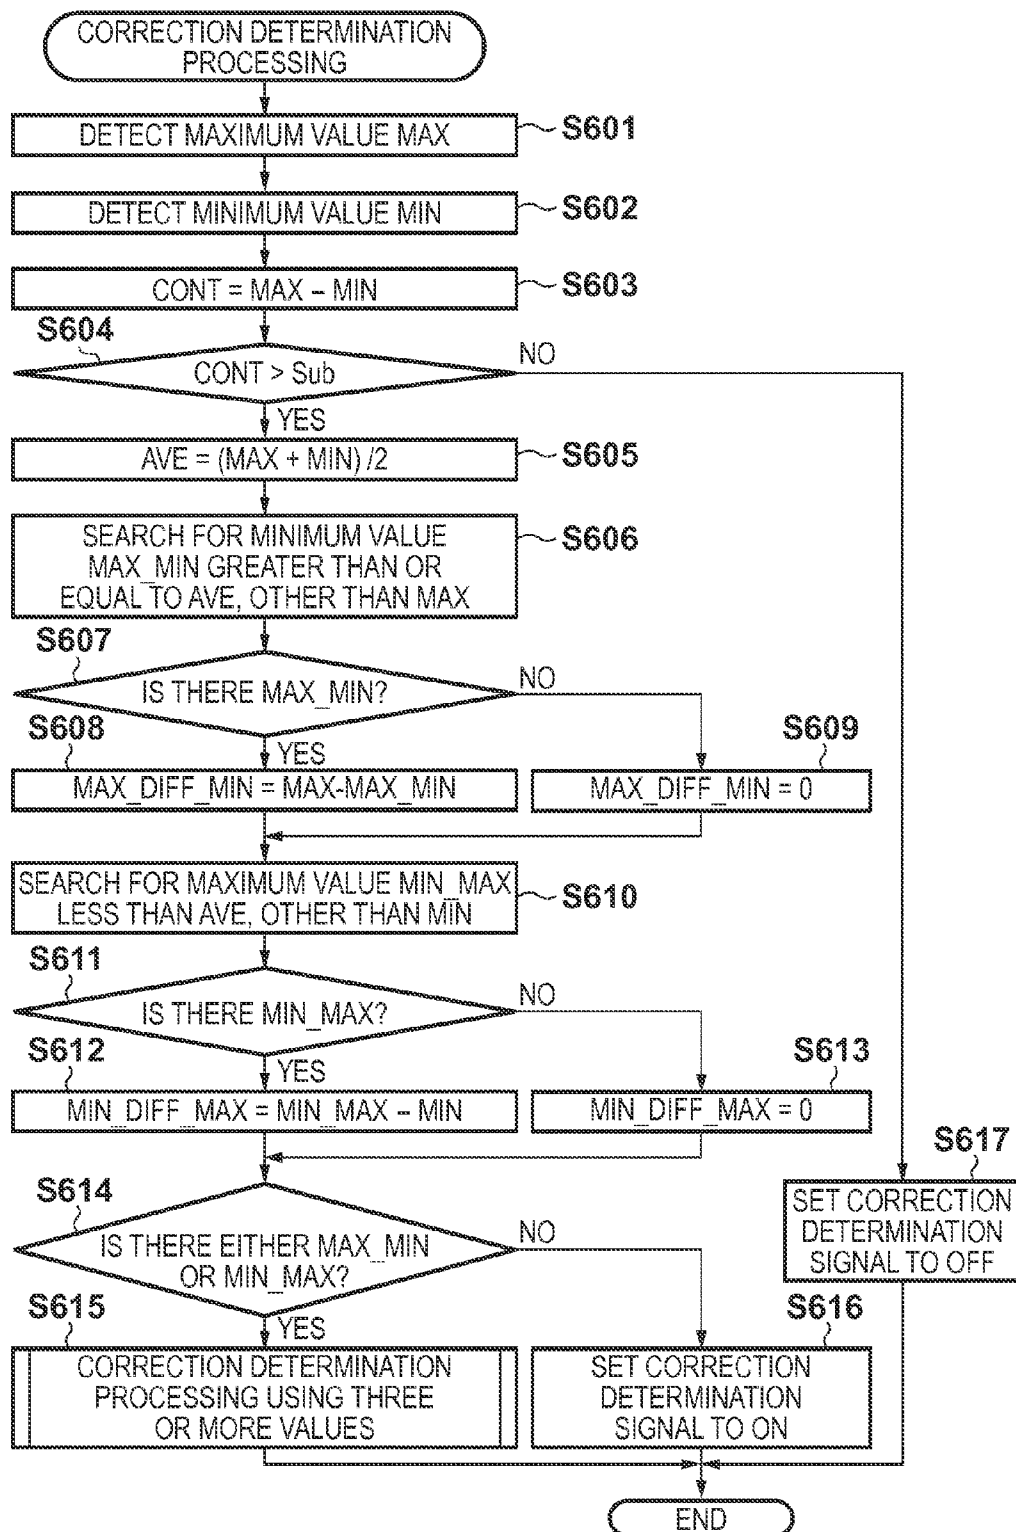 CORRECTION DETERMINATION
PROCESSING
DETECT MAXIMUM VALUE MAX
S601
DETECT MINIMUM VALUE MIN
S602
CONT = MAX – MIN
S603
S604
CONT > Sub
NO
YES
AVE = (MAX + MIN) /2
S605
SEARCH FOR MINIMUM VALUE
MAX_MIN GREATER THAN OR
EQUAL TO AVE, OTHER THAN MAX
S606
S607
IS THERE MAX_MIN?
NO
YES
S608
MAX_DIFF_MIN = MAX-MAX_MIN
S609
MAX_DIFF_MIN = 0
SEARCH FOR MAXIMUM VALUE MIN_MAX
LESS THAN AVE, OTHER THAN MIN
S610
S611
IS THERE MIN_MAX?
NO
YES
S612
MIN_DIFF_MAX = MIN_MAX – MIN
S613
MIN_DIFF_MAX = 0
S614
IS THERE EITHER MAX_MIN
OR MIN_MAX?
NO
YES
S617
SET CORRECTION
DETERMINATION
SIGNAL TO OFF
S615
CORRECTION DETERMINATION
PROCESSING USING THREE
OR MORE VALUES
S616
SET CORRECTION
DETERMINATION
SIGNAL TO ON
END